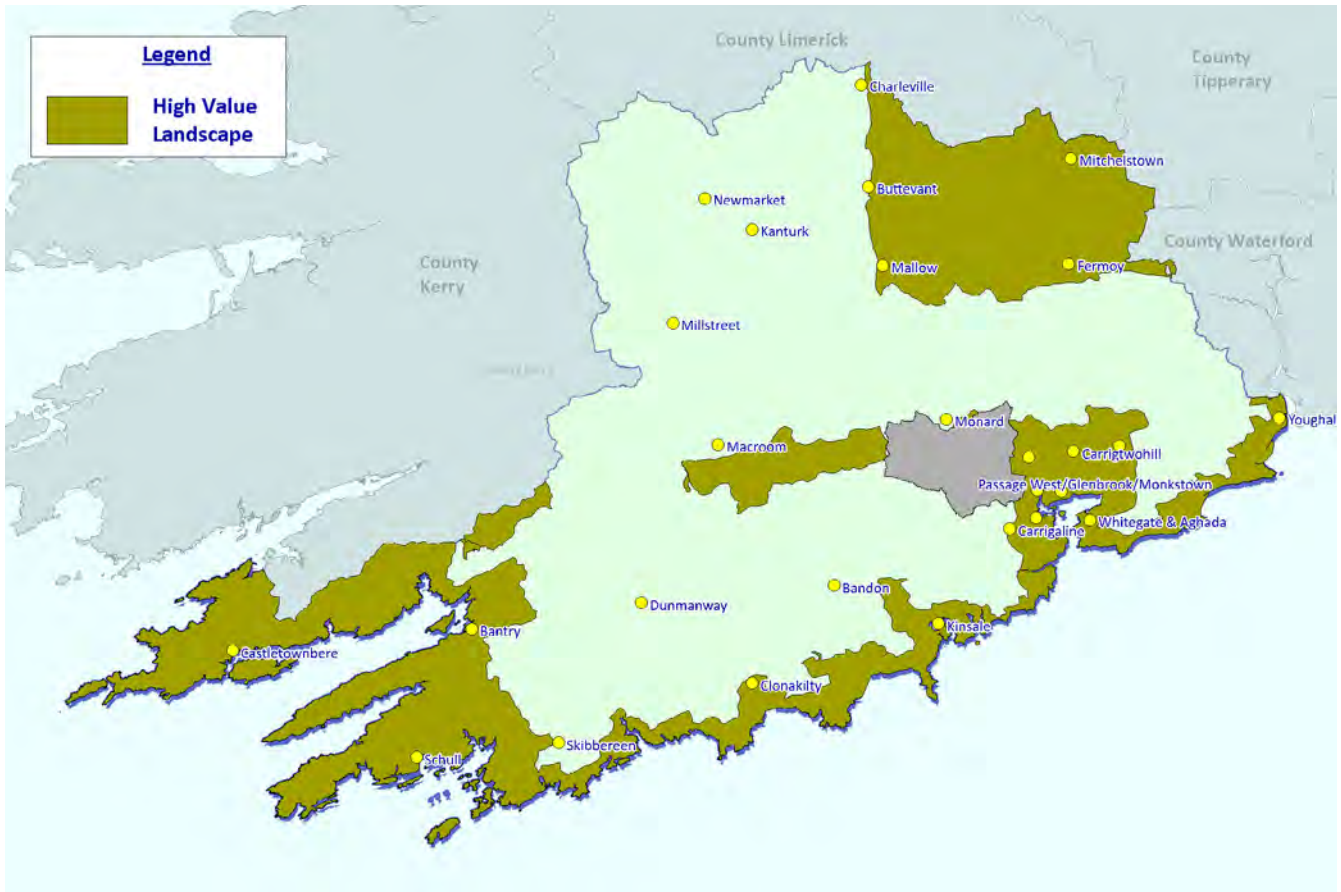 Legend
High Value
Landscape
County Limerick
County
Tipperary
Charleville
Mitchelstown
Buttevant
Newmarket
Kanturk
County Waterford
County
Kerry
Mallow
Fermoy
Millstreet
Youghal
Monard
Macroom
Carrigtwohill
Passage West/Glenbrook/Monkstown
Whitegate & Aghada
Carrigaline
Bandon
Dunmanway
Kinsale
Bantry
Castletownbere
Clonakilty
Skibbereen
Schull